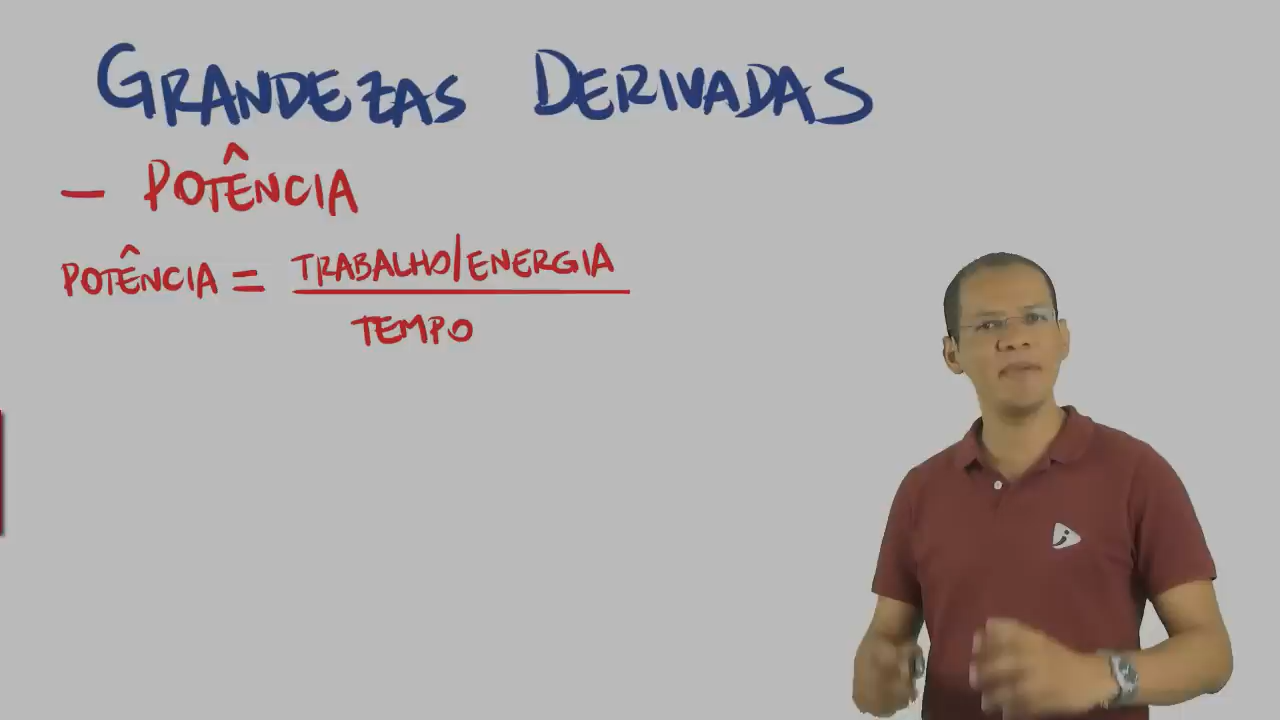 GRANDEZAS DERIVADAS
- POTÊNCIA
POTÊNCIA = TRABALHO/ENERGIA
TEMPO